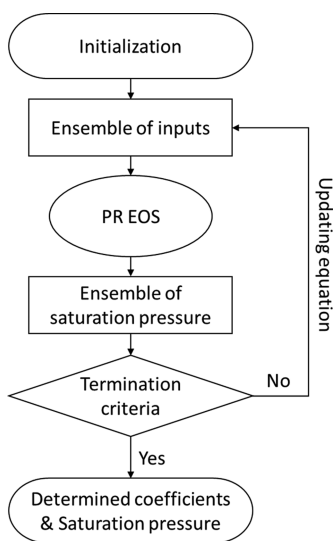 Initialization
Ensemble of inputs
PR EOS
Ensemble of
saturation pressure
Termination
criteria
No
Updating equation
Yes
Determined coefficients
& Saturation pressure